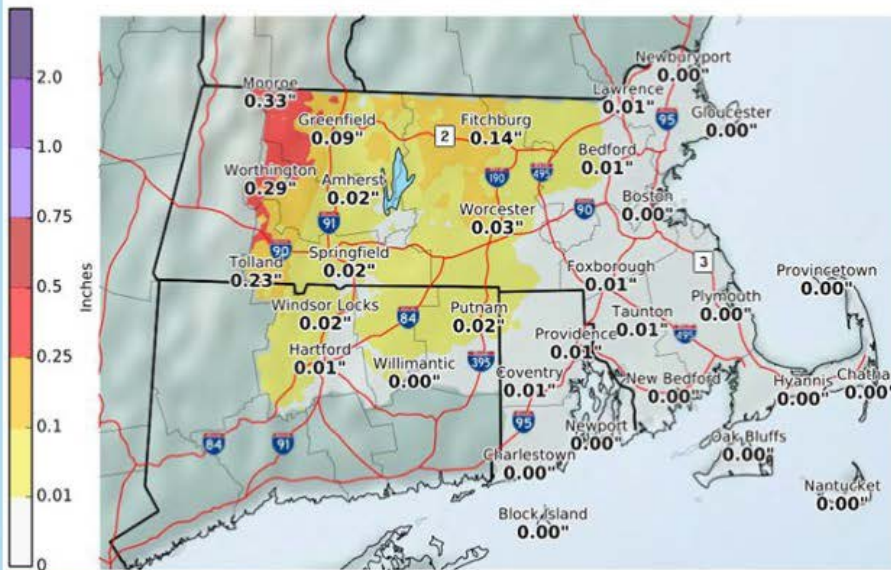 2.0
1.0
0.75
0.5
0.25
0.1
0.01
0
Inches
Newburyport
0.00"
Monroe
0.33"
Lawrence
0.01"
Gloucester
0.00"
95
Greenfield
0.09"
2
Fitchburg
0.14"
Bedford
0.01"
Worthington
0.29"
Amherst
0.02"
190
495
Boston
0.00"
91
Worcester
0.03"
90
90
Tolland
0.23"
Springfield
0.02"
Foxborough
0.01"
3
Provincetown
0.00"
Windsor Locks
0.02"
84
Putnam
0.02"
Taunton
0.01"
Plymouth
0.00"
495
Hartford
0.01"
Willimantic
0.00"
395
Providence
0.01"
Coventry
0.01"
New Bedford
0.00"
Hyannis
0.00"
Chatha
0.00"
84
91
95
Newport
0.00"
Oak Bluffs
0.00"
Charlestown
0.00"
Nantucket
0.00"
Block Island
0.00"